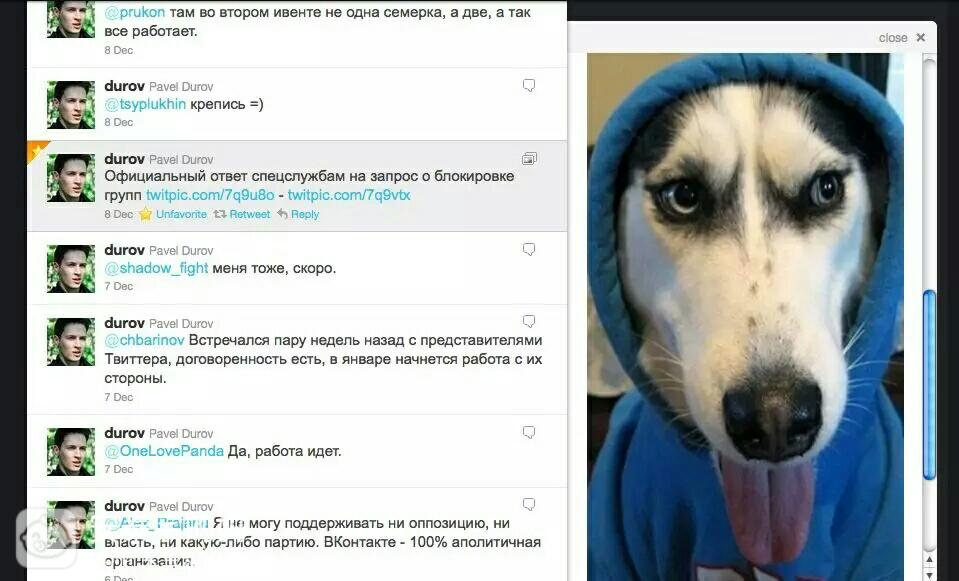 @prukon там во втором ивенте не одна семерка, а две, а так
все работает.
8 Dec
durov Pavel Durov
@tsyplukhin крепись =)
8 Dec
durov Pavel Durov
Официальный ответ спецслужбам на запрос о блокировке
групп twitpic.com/7q9u8o - twitpic.com/7q9vtx
8 Dec Unfavorite Retweet Reply
durov Pavel Durov
@shadow_fight меня тоже, скоро.
7 Dec
durov Pavel Durov
@chbarinov Встречался пару недель назад с представителями
Твиттера, договоренность есть, в январе начнется работа с их
стороны.
7 Dec
durov Pavel Durov
@OneLovePanda Да, работа идет.
7 Dec
durov Pavel Durov
Я не могу поддерживать ни оппозицию, ни
власть, ни какую-либо партию. ВКонтакте - 100% аполитичная
организация.
6 Dec
close